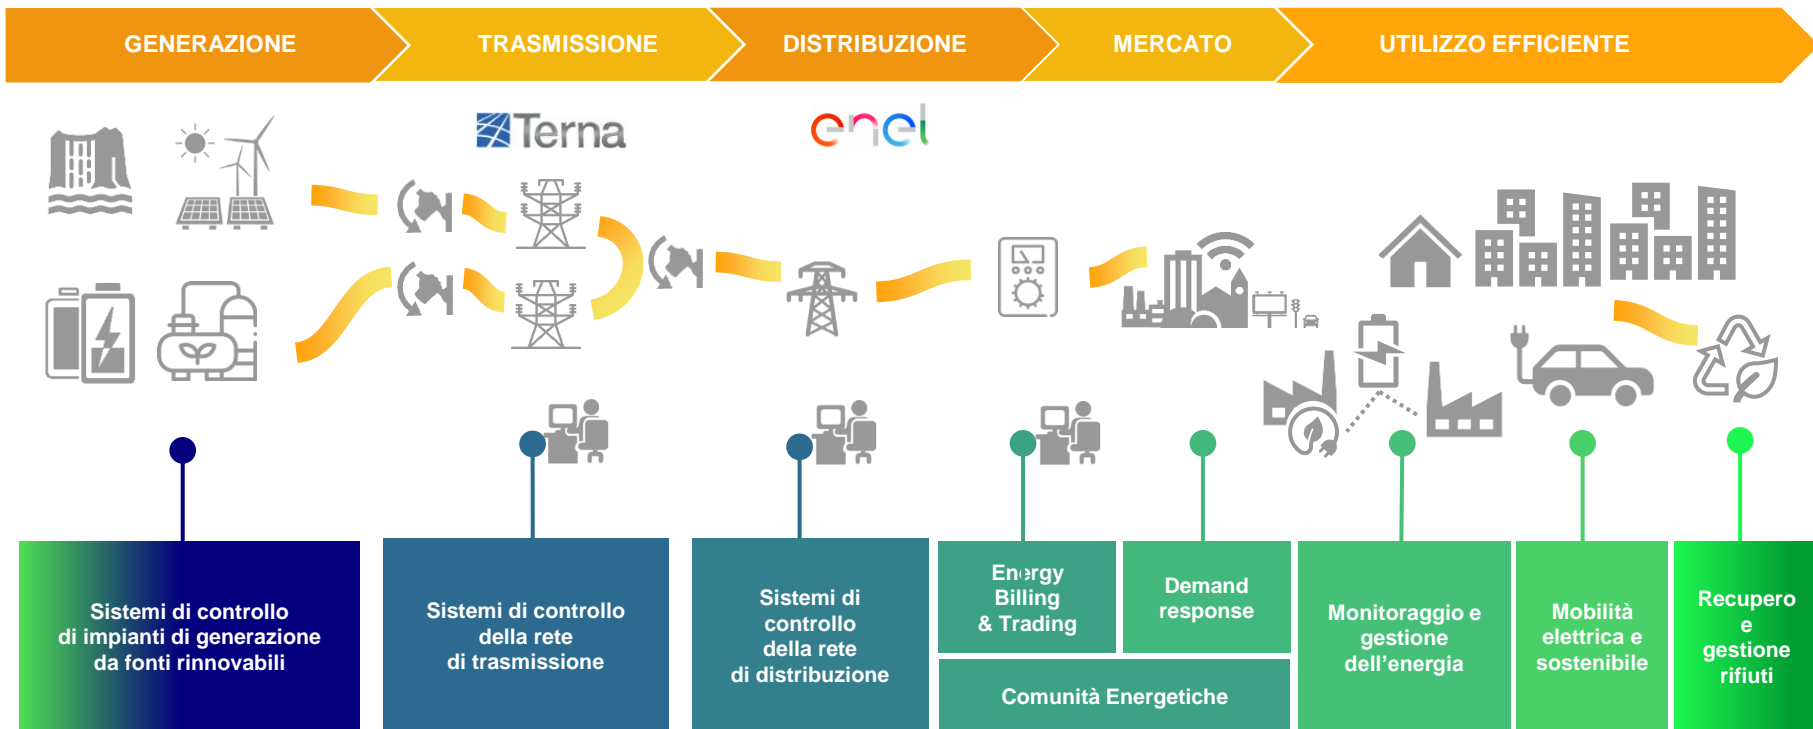 GENERAZIONE
TRASMISSIONE
DISTRIBUZIONE
MERCATO
UTILIZZO EFFICIENTE
Terna
enel
Sistemi di controllo
di impianti di generazione
da fonti rinnovabili
Sistemi di controllo
della rete
di trasmissione
Sistemi di
controllo
della rete
di distribuzione
Energy
Billing
& Trading
Demand
response
Comunità Energetiche
Monitoraggio e
gestione
dell'energia
Mobilità
elettrica e
sostenibile
Recupero
e
gestione
rifiuti